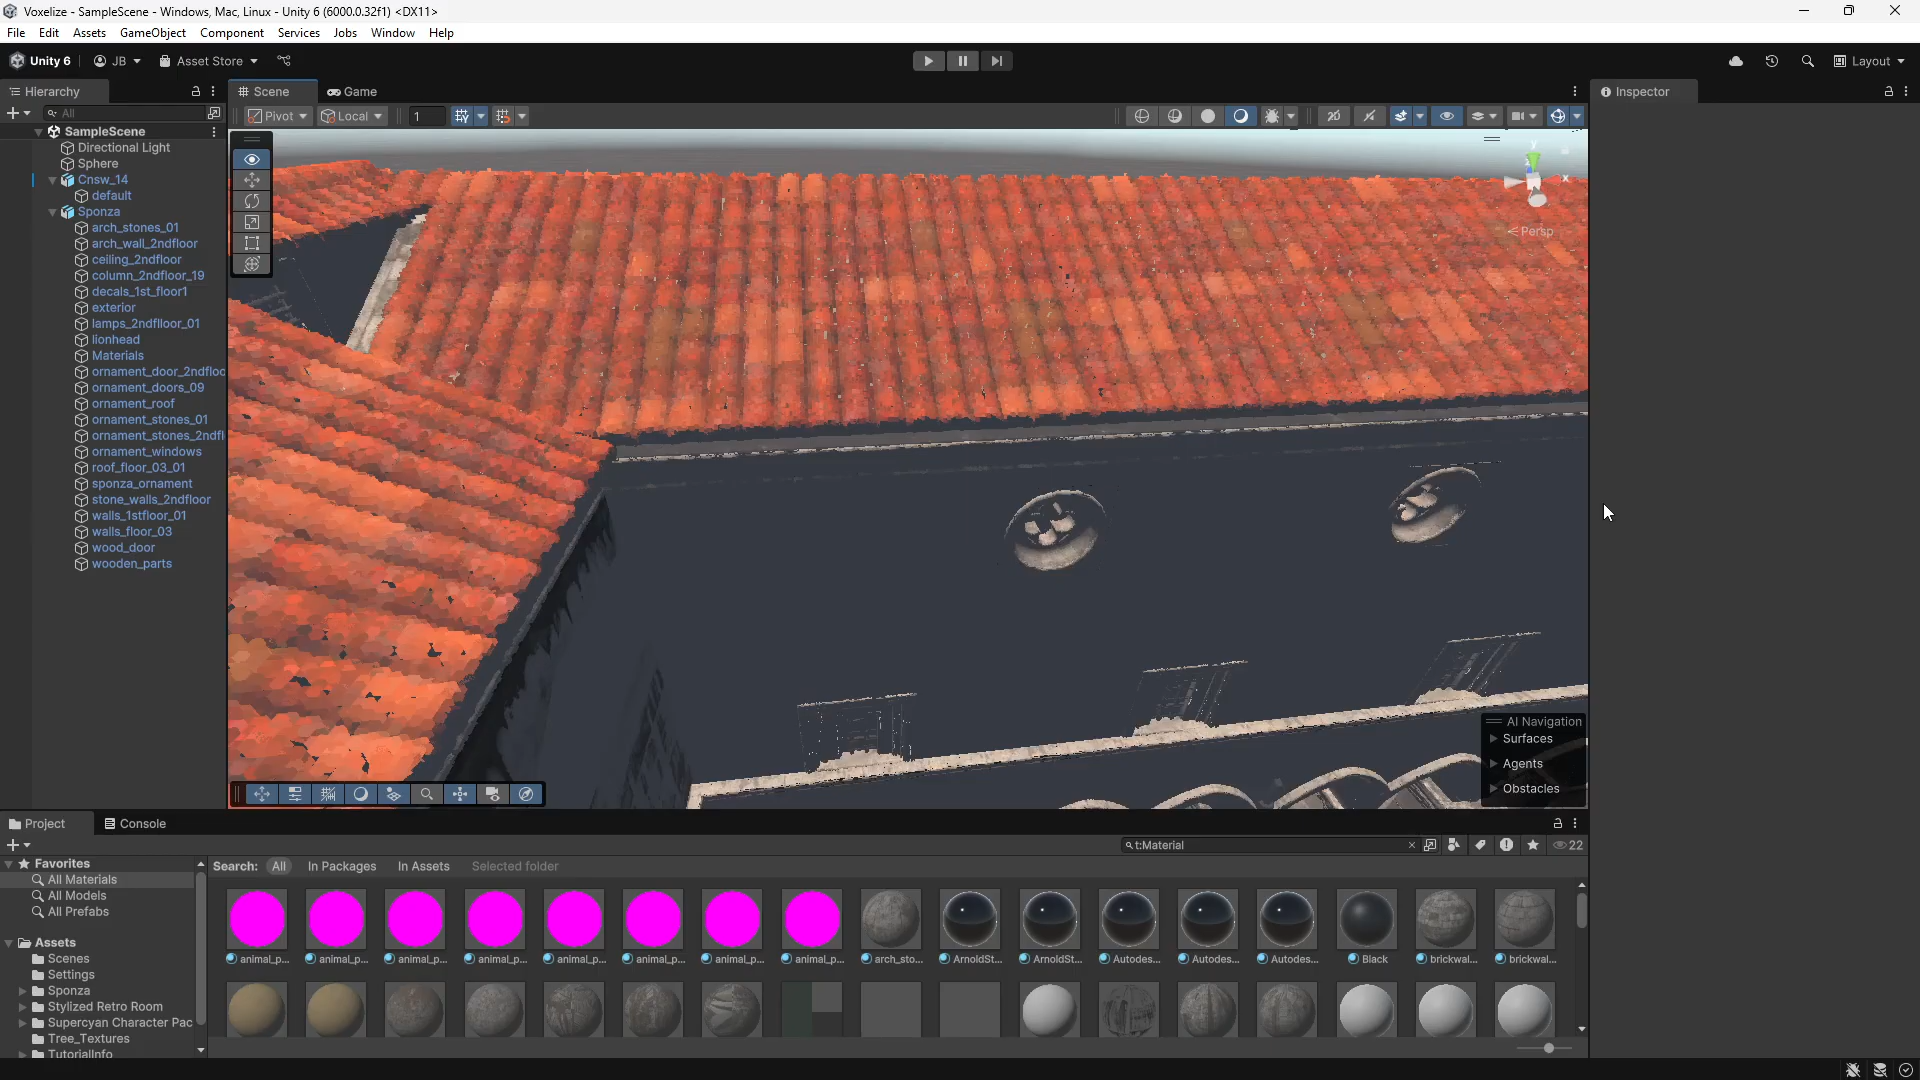 Voxelize - SampleScene - Windows, Mac, Linux - Unity 6 (6000.0.32f1) <DX11>
File Edit Assets GameObject Component Services Jobs Window Help
Unity 6 JB Asset Store Layout
Hierarchy Scene Game Inspector
All Pivot Local 1 2D
SampleScene
Directional Light
Sphere
Cnsw_14
default
Sponza
arch_stones_01
arch_wall_2ndfloor
ceiling_2ndfloor
column_2ndfloor_19
decals_1st_floor1
exterior
lamps_2ndflloor_01
lionhead
Materials
ornament_door_2ndfloo
ornament_doors_09
ornament_roof
ornament_stones_01
ornament_stones_2ndfl
ornament_windows
roof_floor_03_01
sponza_ornament
stone_walls_2ndfloor
walls_1stfloor_01
walls_floor_03
wood_door
wooden_parts
y
x
< Persp
AI Navigation
Surfaces
Agents
Obstacles
Project Console
t:Material 22
Favorites
All Materials
All Models
All Prefabs
Assets
Scenes
Settings
Sponza
Stylized Retro Room
Supercyan Character Pac
Tree_Textures
TutorialInfo
Search: All In Packages In Assets Selected folder
animal_p... animal_p... animal_p... animal_p... animal_p... animal_p... animal_p... animal_p... arch_sto... ArnoldSt... ArnoldSt... Autodes... Autodes... Autodes... Black brickwal... brickwal...